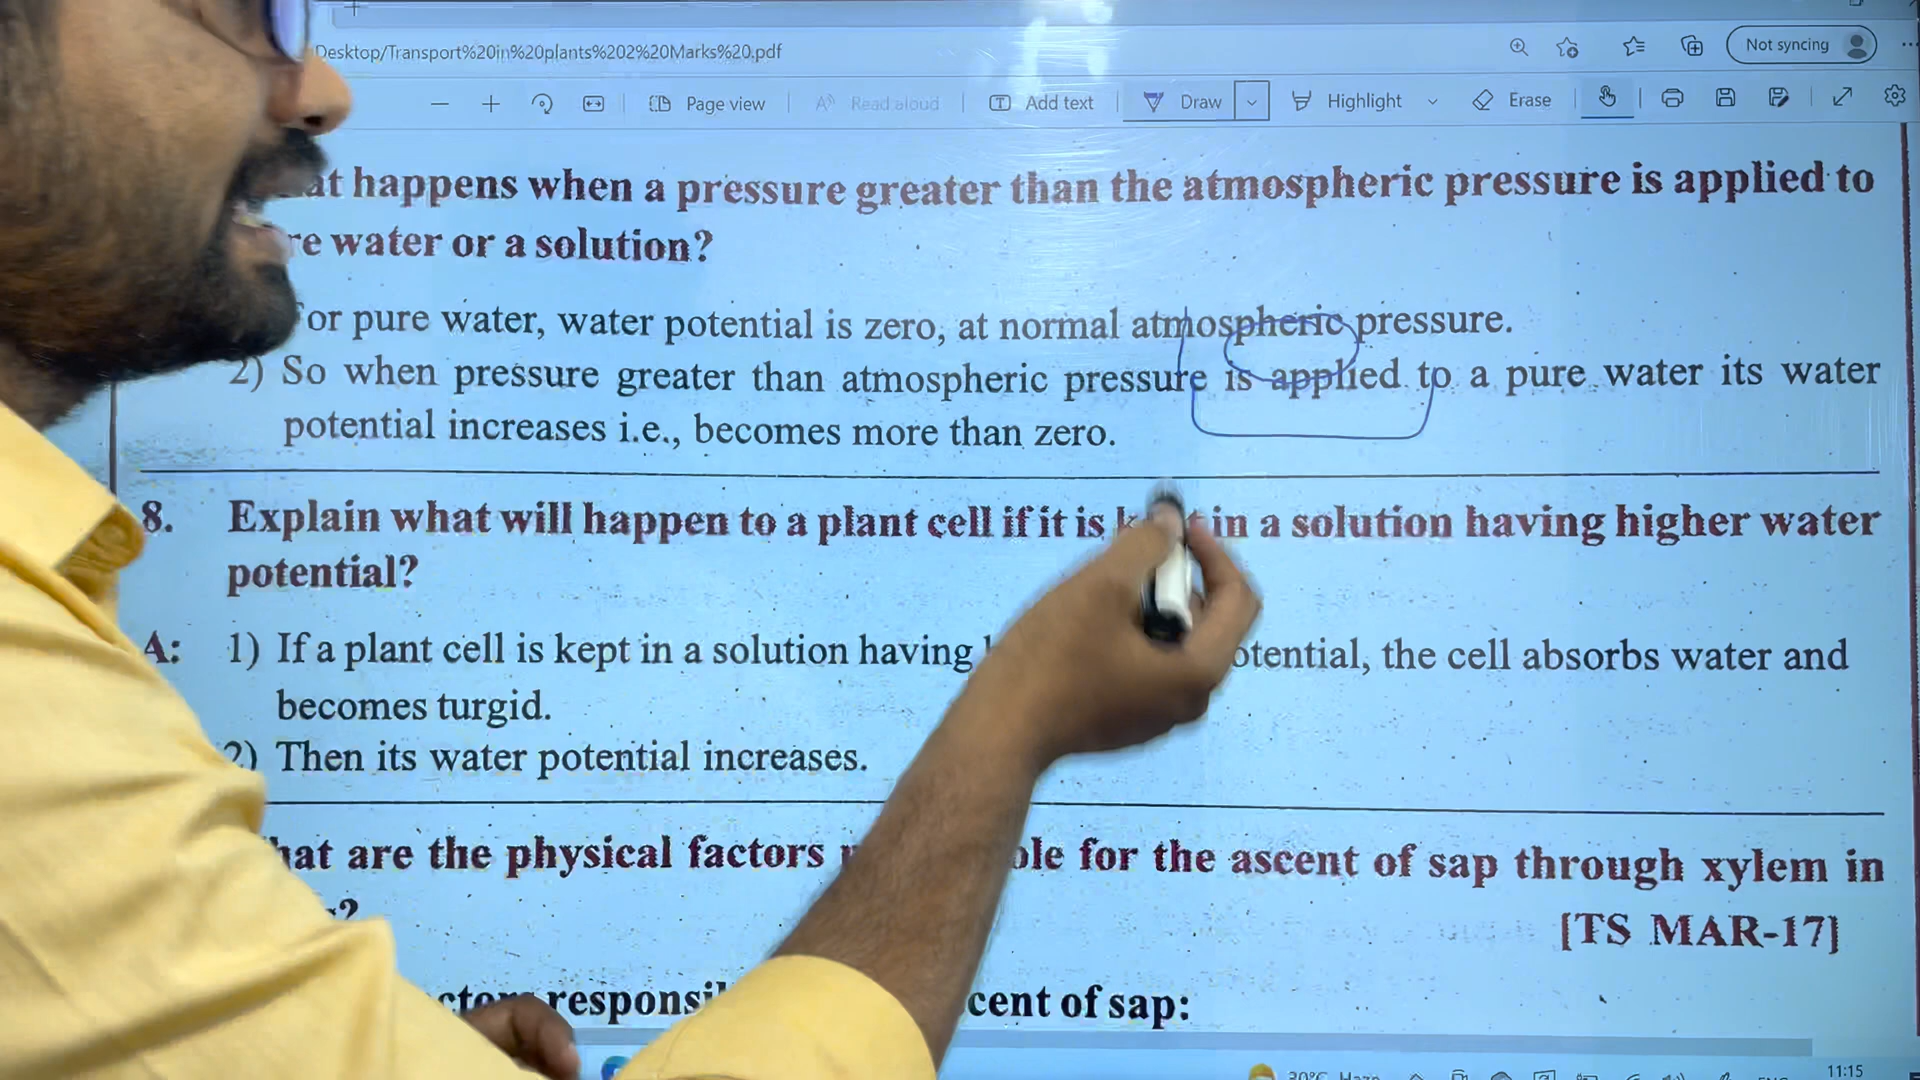 Desktop/Transport%20in%20plants%202%20Marks%20.pdf
Not syncing
Page view
Read aloud
Add text
Draw
Highlight
Erase
happens when a pressure greater than the atmospheric pressure is applied to
water or a solution?
or pure water, water potential is zero, at normal atmospheric pressure.
2) So when pressure greater than atmospheric pressure is applied to a pure water its water
potential increases i.e., becomes more than zero.
8. Explain what will happen to a plant cell if it is in a solution having higher water
potential?
A: 1) If a plant cell is kept in a solution having otential, the cell absorbs water and
becomes turgid.
2) Then its water potential increases.
hat are the physical factors ble for the ascent of sap through xylem in
[TS MAR-17]
responsi cent of sap:
11:15